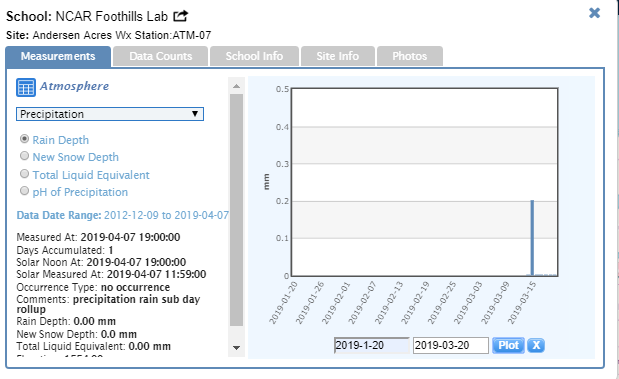 School: NCAR Foothills Lab
Site: Andersen Acres Wx Station:ATM-07
Measurements Data Counts School Info Site Info Photos
Atmosphere
Precipitation
Rain Depth
New Snow Depth
Total Liquid Equivalent
pH of Precipitation
Data Date Range: 2012-12-09 to 2019-04-07
Measured At: 2019-04-07 19:00:00
Days Accumulated: 1
Solar Noon At: 2019-04-07 19:00:00
Solar Measured At: 2019-04-07 11:59:00
Occurrence Type: no occurrence
Comments: precipitation rain sub day
rollup
Rain Depth: 0.00 mm
New Snow Depth: 0.0 mm
Total Liquid Equivalent: 0.00 mm
0.5
0.4
0.3
0.2
0.1
0
mm
2019-01-20
2019-01-26
2019-02-01
2019-02-07
2019-02-13
2019-02-19
2019-02-25
2019-03-03
2019-03-09
2019-03-15
2019-1-20 2019-03-20 Plot X